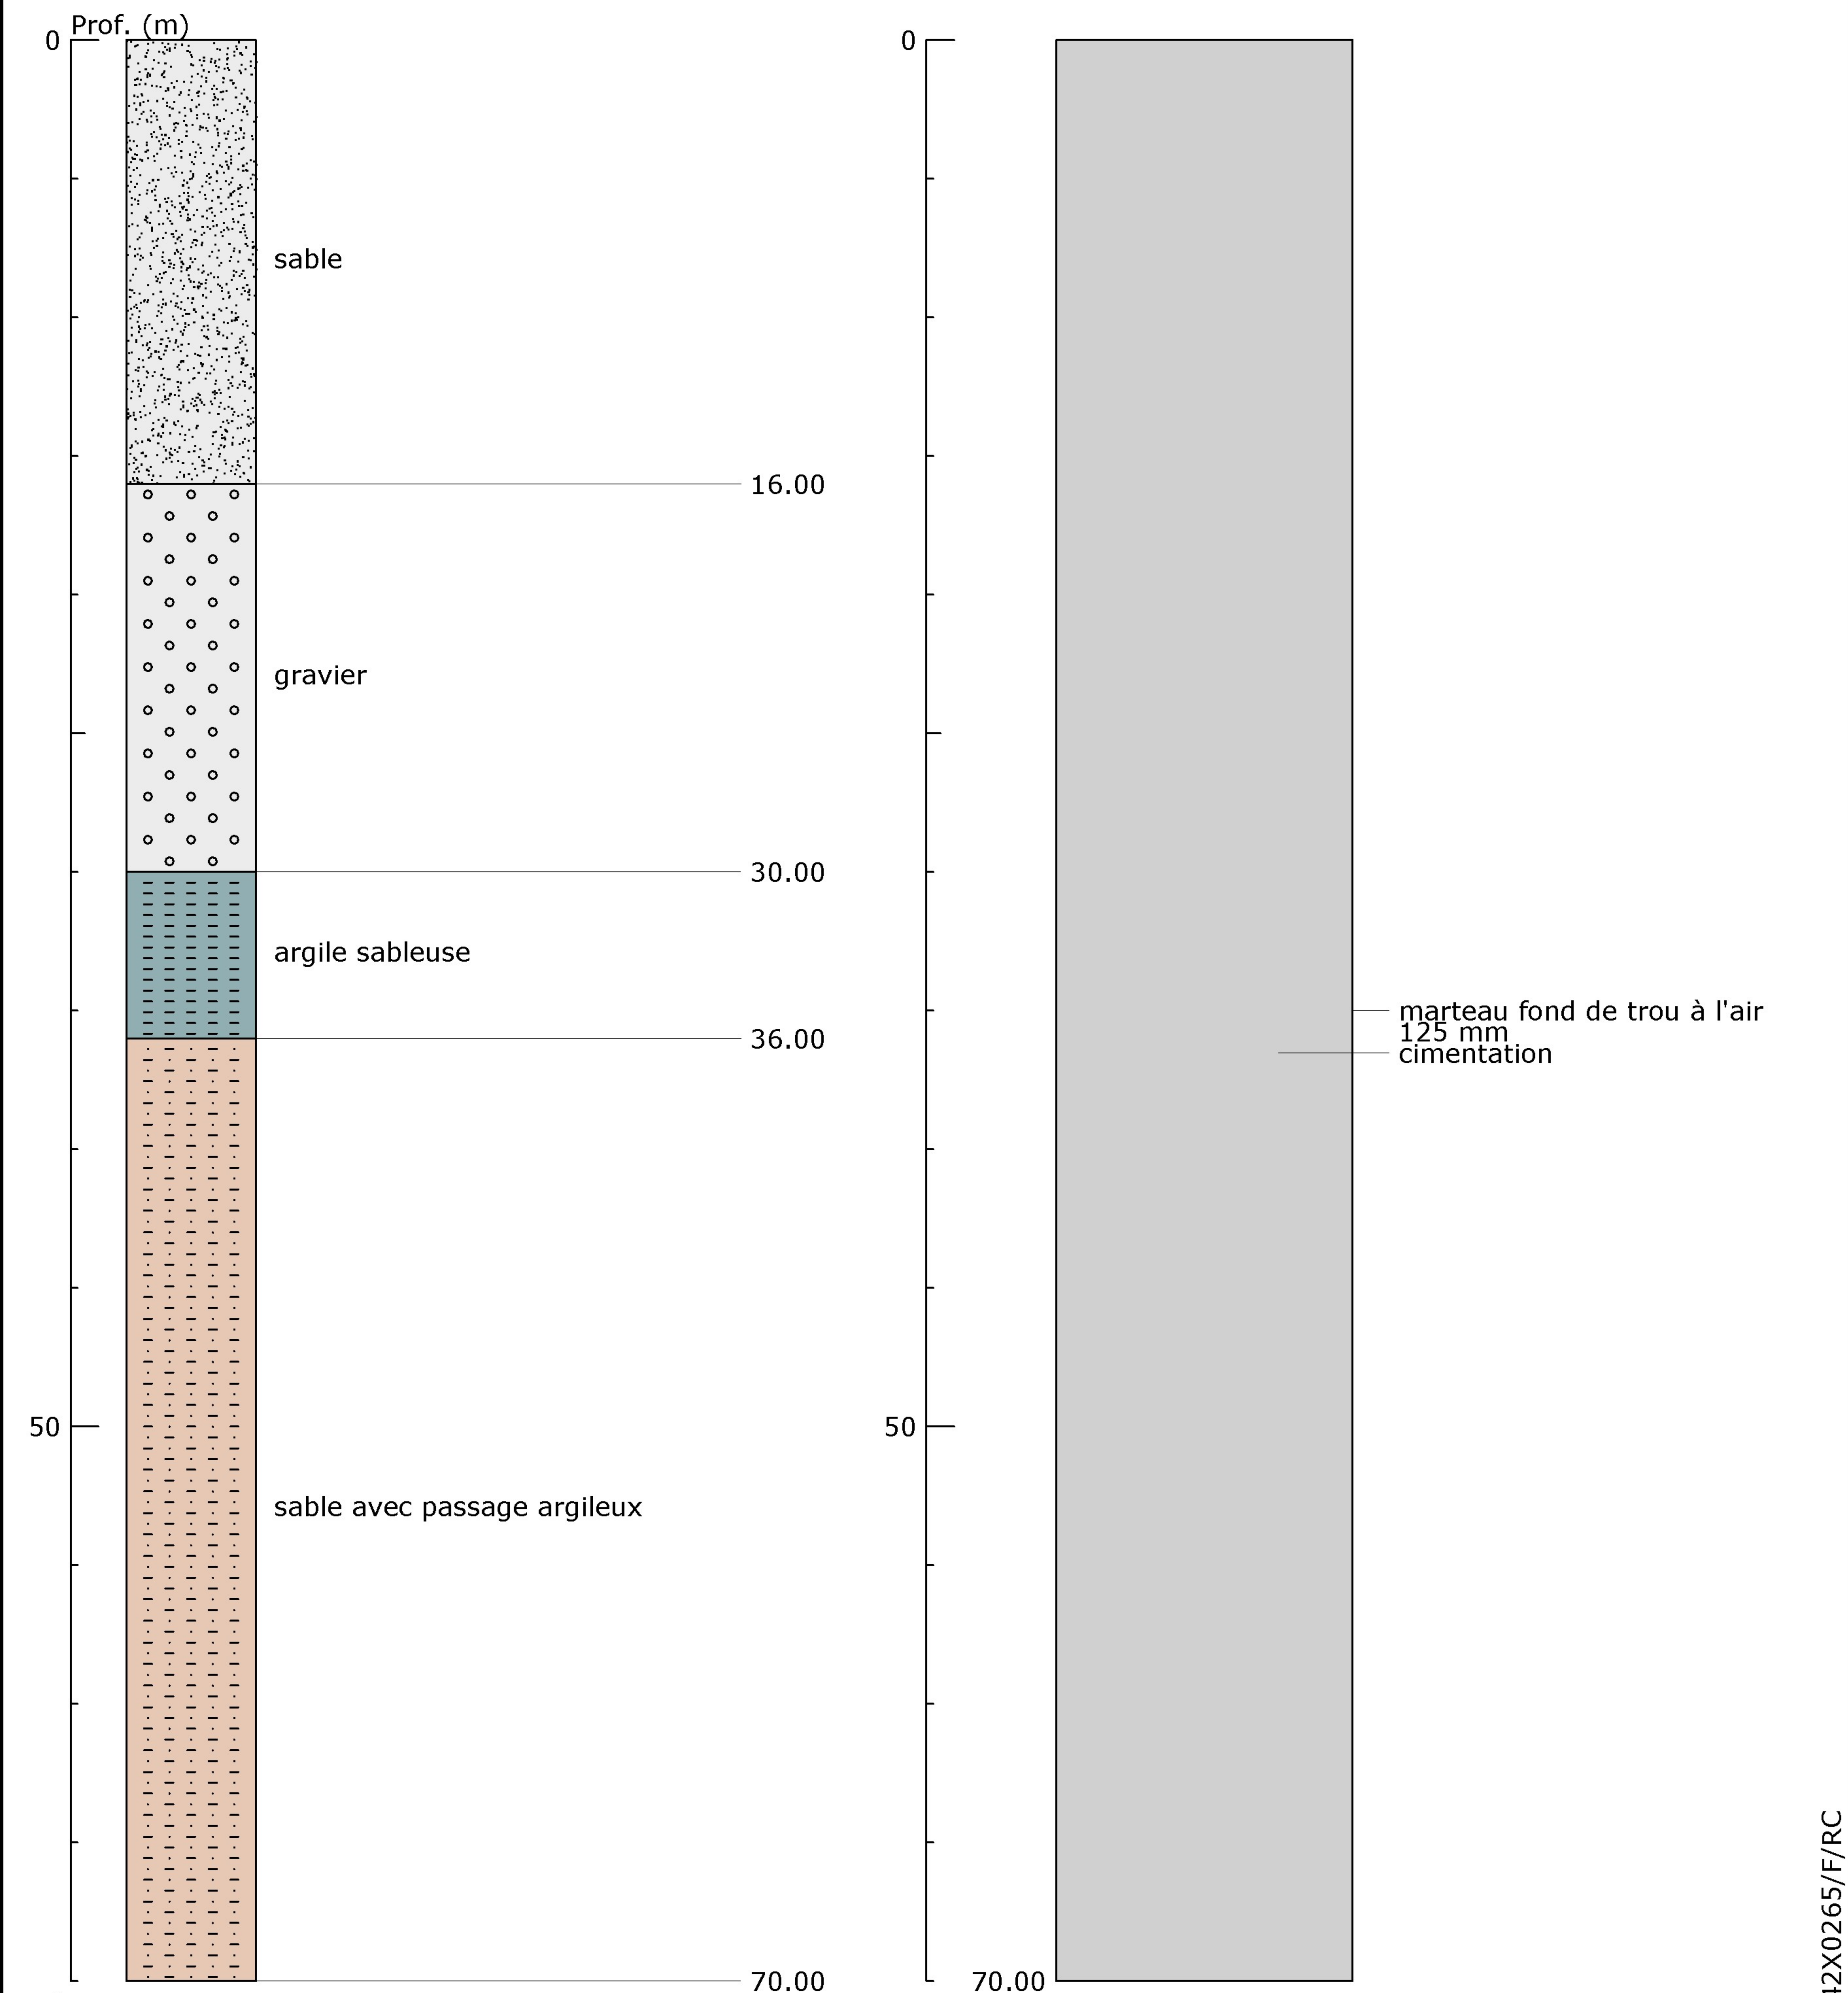 Prof. (m)
0
sable
16.00
gravier
30.00
argile sableuse
36.00
50
sable avec passage argileux
70.00
0
marteau fond de trou à l'air
125 mm
cimentation
50
70.00
42X0265/F/RC